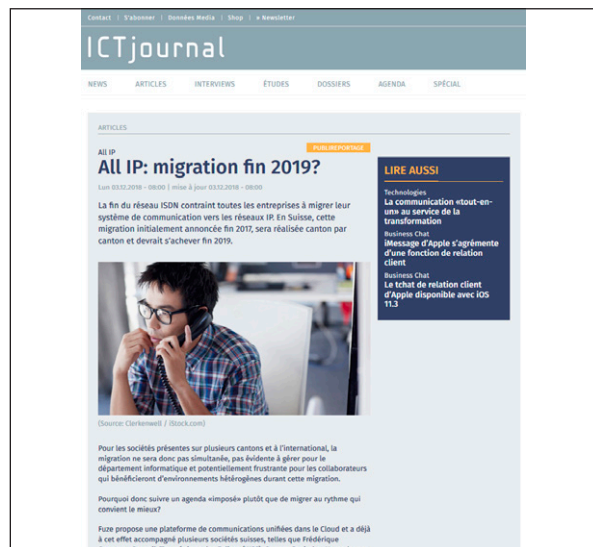 Contact | S'abonner | Données Media | Shop | » Newsletter
ICTjournal
NEWS ARTICLES INTERVIEWS ÉTUDES DOSSIERS AGENDA SPÉCIAL
ARTICLES
PUBLIREPORTAGE
All IP
All IP: migration fin 2019?
Lun 03.12.2018 - 08:00 | mise à jour 03.12.2018 - 08:00
La fin du réseau ISDN contraint toutes les entreprises à migrer leur
système de communication vers les réseaux IP. En Suisse, cette
migration initialement annoncée fin 2017, sera réalisée canton par
canton et devrait s'achever fin 2019.
(Source: Clerkenwell / iStock.com)
Pour les sociétés présentes sur plusieurs cantons et à l'international, la
migration ne sera donc pas simultanée, pas évidente à gérer pour le
département informatique et potentiellement frustrante pour les collaborateurs
qui bénéficieront d'environnements hétérogènes durant cette migration.
Pourquoi donc suivre un agenda «imposé» plutôt que de migrer au rythme qui
convient le mieux?
Fuze propose une plateforme de communications unifiées dans le Cloud et a déjà
à cet effet accompagné plusieurs sociétés suisses, telles que Frédérique
LIRE AUSSI
Technologies
La communication «tout-en-
un» au service de la
transformation
Business Chat
iMessage d'Apple s'agrémente
d'une fonction de relation
client
Business Chat
Le tchat de relation client
d'Apple disponible avec iOS
11.3